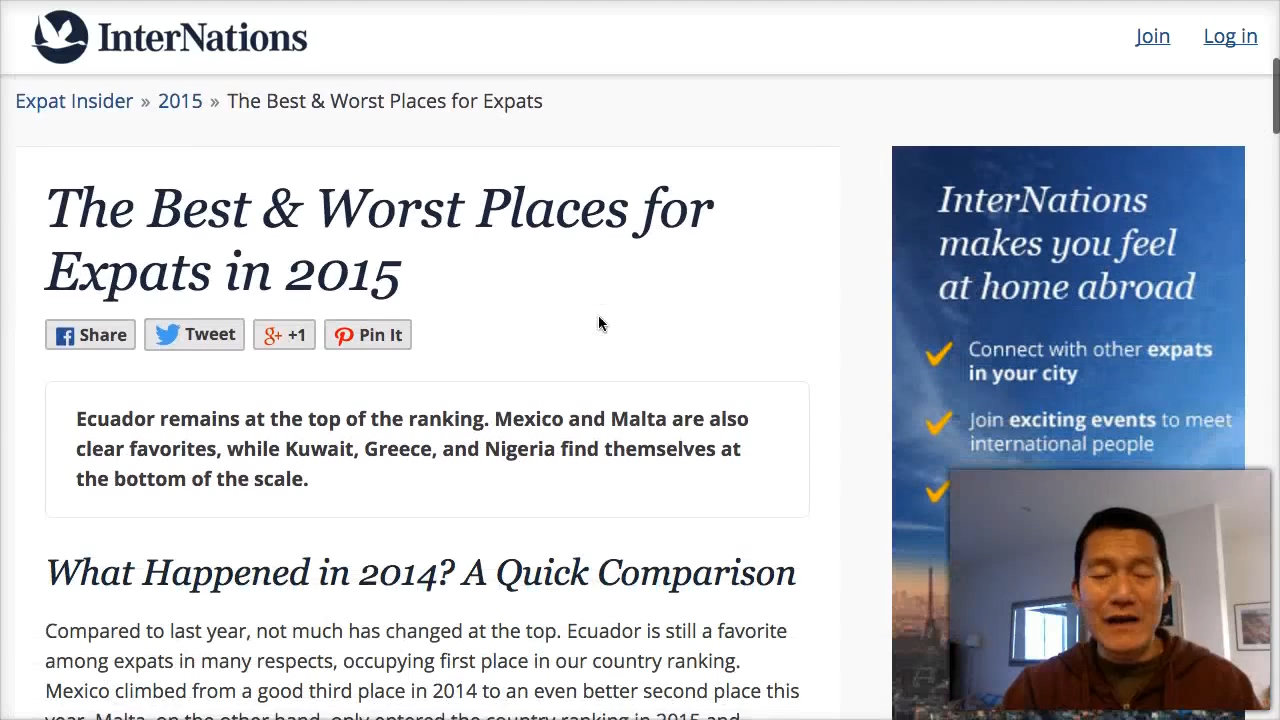 InterNations
Join
Log in
Expat Insider » 2015 » The Best & Worst Places for Expats
The Best & Worst Places for
Expats in 2015
Share
Tweet
g+ +1
Pin It
Ecuador remains at the top of the ranking. Mexico and Malta are also
clear favorites, while Kuwait, Greece, and Nigeria find themselves at
the bottom of the scale.
What Happened in 2014? A Quick Comparison
Compared to last year, not much has changed at the top. Ecuador is still a favorite
among expats in many respects, occupying first place in our country ranking.
Mexico climbed from a good third place in 2014 to an even better second place this
year. Malta, on the other hand, only entered the country ranking in 2015 and
InterNations
makes you feel
at home abroad
Connect with other expats
in your city
Join exciting events to meet
international people